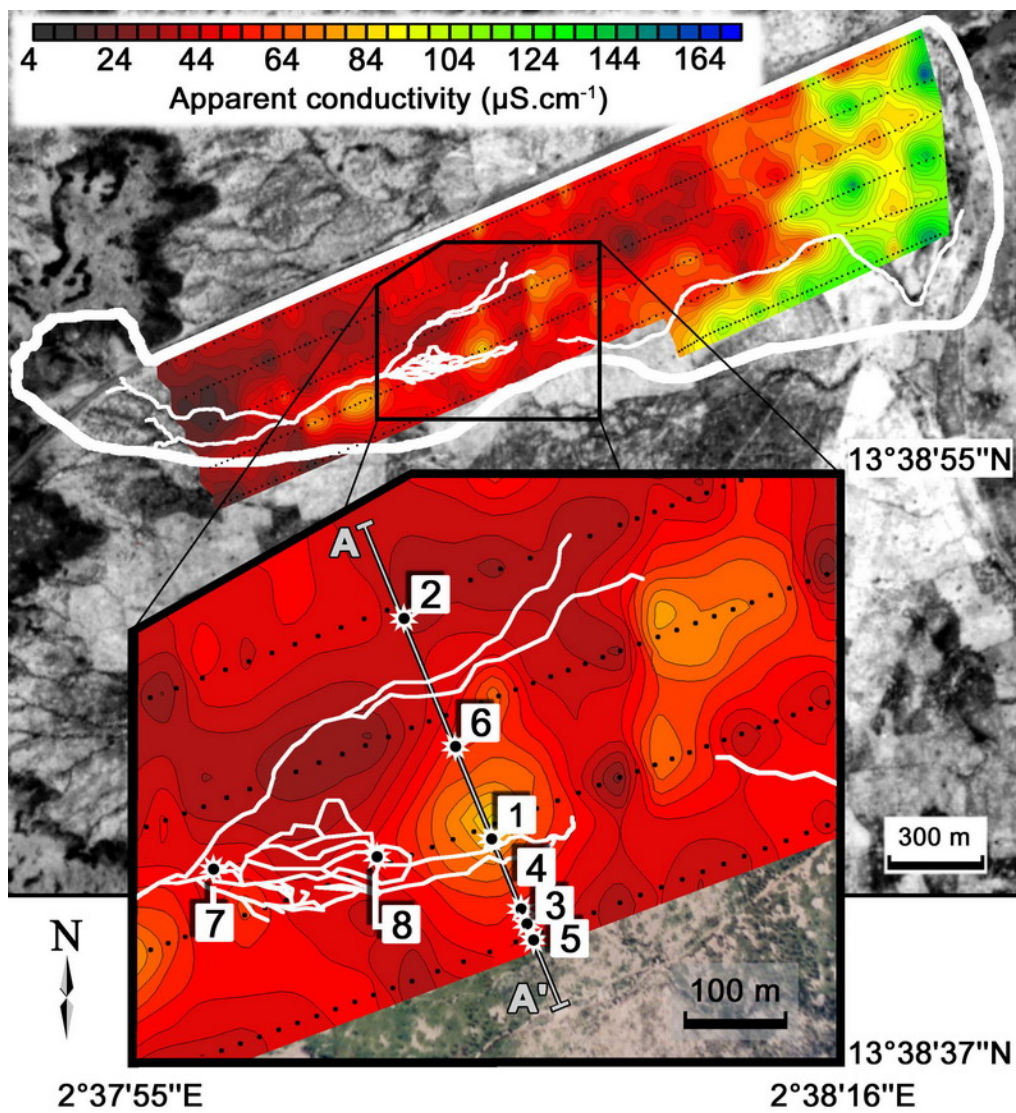 4 24 44 64 84 104 124 144 164
Apparent conductivity (µS.cm⁻¹)
13°38'55"N
A
2
6
1
4
3
5
7
8
A'
300 m
N
100 m
13°38'37"N
2°37'55"E 2°38'16"E